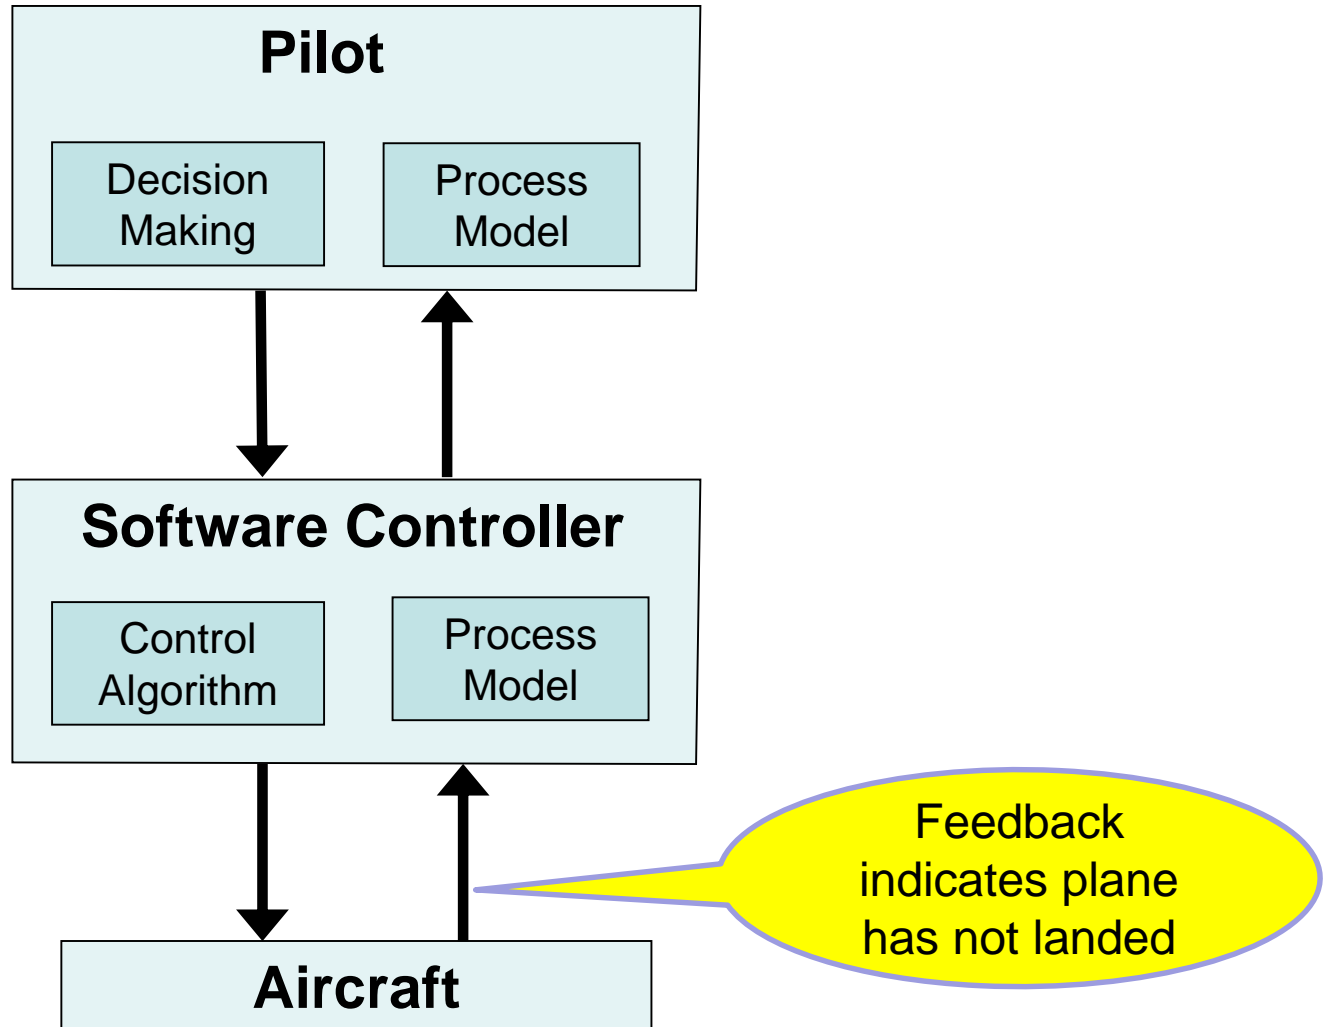 Pilot
Decision
Making
Process
Model
Software Controller
Control
Algorithm
Process
Model
Feedback
indicates plane
has not landed
Aircraft